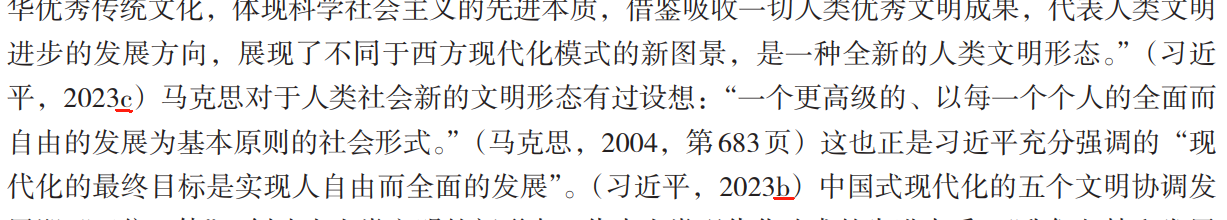 华优秀传统文化，体现科学社会主义的先进本质，借鉴吸收一切人类优秀文明成果，代表人类文明
进步的发展方向，展现了不同于西方现代化模式的新图景，是一种全新的人类文明形态。”（习近
平，2023c）马克思对于人类社会新的文明形态有过设想：“一个更高级的、以每一个个人的全面而
自由的发展为基本原则的社会形式。”（马克思，2004，第683页）这也正是习近平充分强调的“现
代化的最终目标是实现人自由而全面的发展”。（习近平，2023b）中国式现代化的五个文明协调发